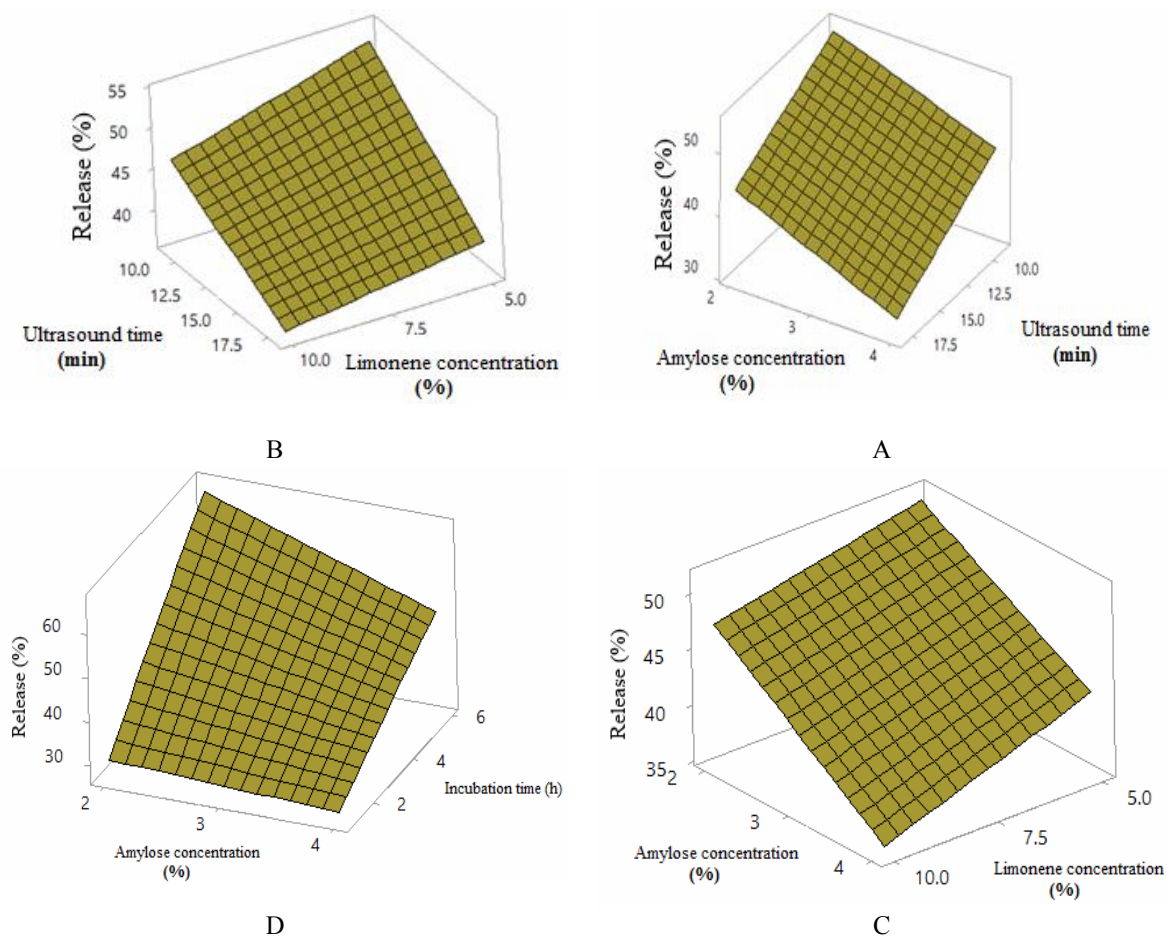 55
50
45
40
Release (%)
10.0
12.5
15.0
17.5
Ultrasound time
(min)
10.0
7.5
5.0
Limonene concentration
(%)
B
50
40
30
Release (%)
2
3
4
Amylose concentration
(%)
10.0
12.5
15.0
17.5
Ultrasound time
(min)
A
60
50
40
30
Release (%)
2
3
4
Amylose concentration
(%)
6
4
2
Incubation time (h)
D
50
45
40
35
Release (%)
2
3
4
Amylose concentration
(%)
10.0
7.5
5.0
Limonene concentration
(%)
C